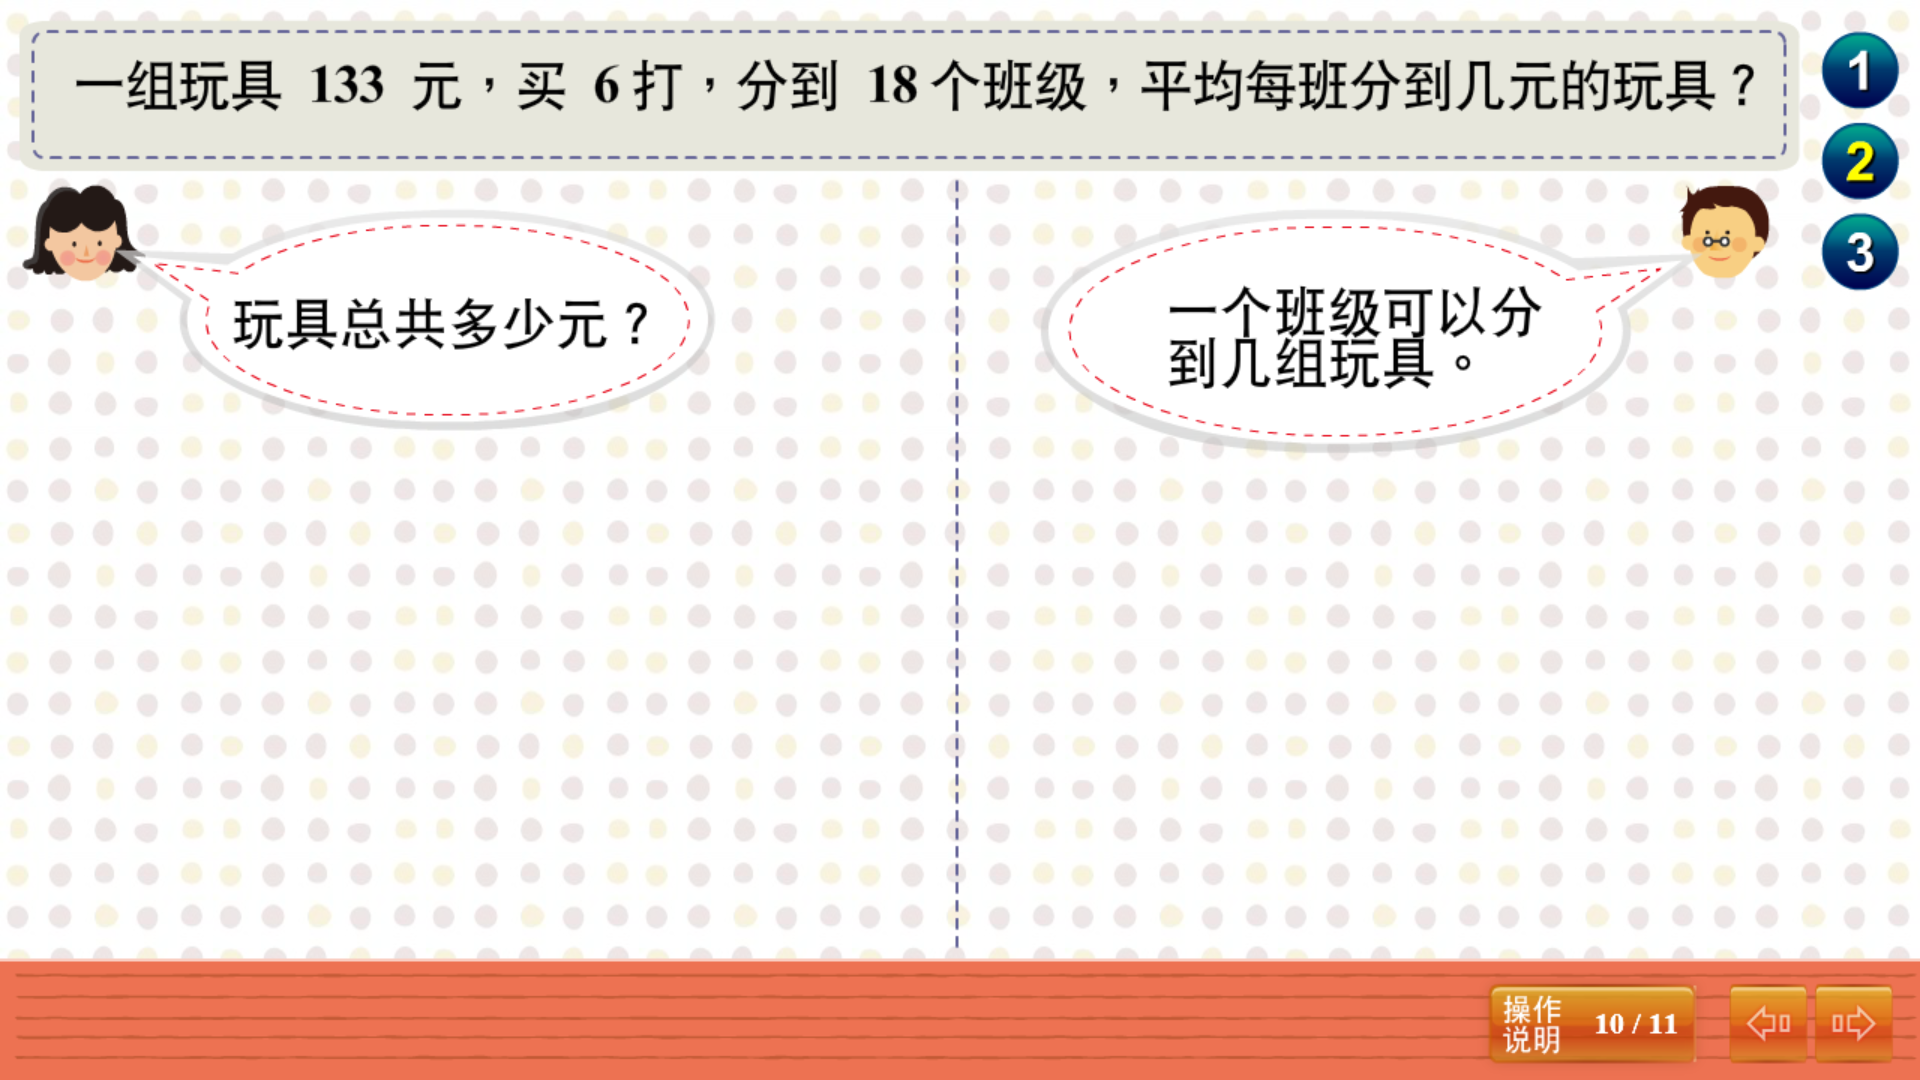 一组玩具 133 元，买 6 打，分到 18 个班级，平均每班分到几元的玩具？
1
2
3
玩具总共多少元？
一个班级可以分
到几组玩具。
操作
说明
10 / 11